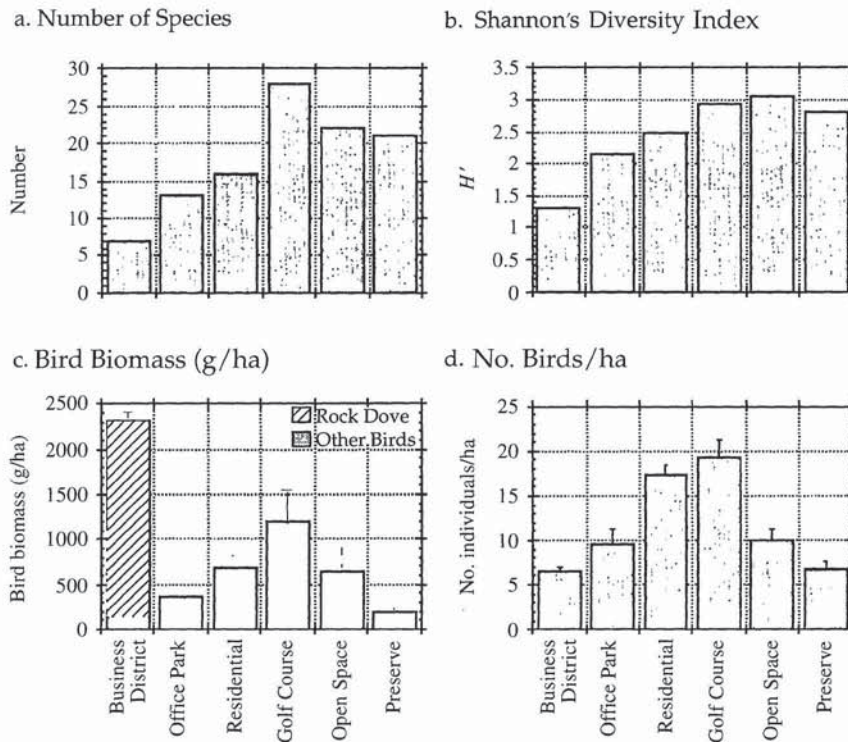 a. Number of Species
Number
30
25
20
15
10
5
0
b. Shannon's Diversity Index
H'
3.5
3
2.5
2
1.5
1
0.5
0
c. Bird Biomass (g/ha)
Bird biomass (g/ha)
2500
2000
1500
1000
500
0
Rock Dove
Other Birds
Business
District
Office Park
Residential
Golf Course
Open Space
Preserve
d. No. Birds/ha
No. individuals/ha
25
20
15
10
5
0
Business
District
Office Park
Residential
Golf Course
Open Space
Preserve